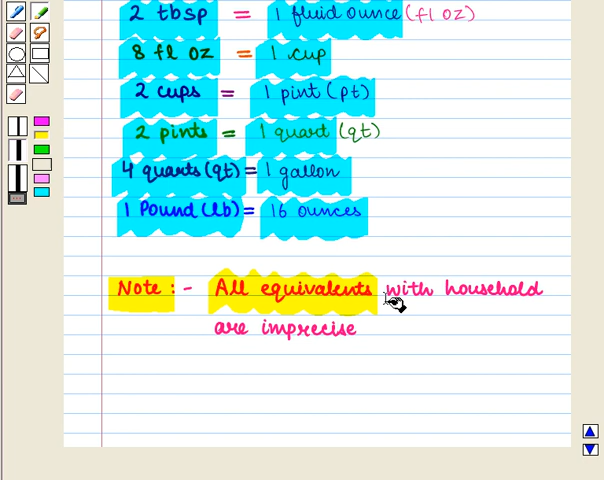 2 tbsp = 1 fluid ounce (fl oz)
8 fl oz = 1 cup
2 cups = 1 pint (pt)
2 pints = 1 quart (qt)
4 quarts (qt) = 1 gallon
1 Pound (lb) = 16 ounces
Note :- All equivalents with household
are imprecise